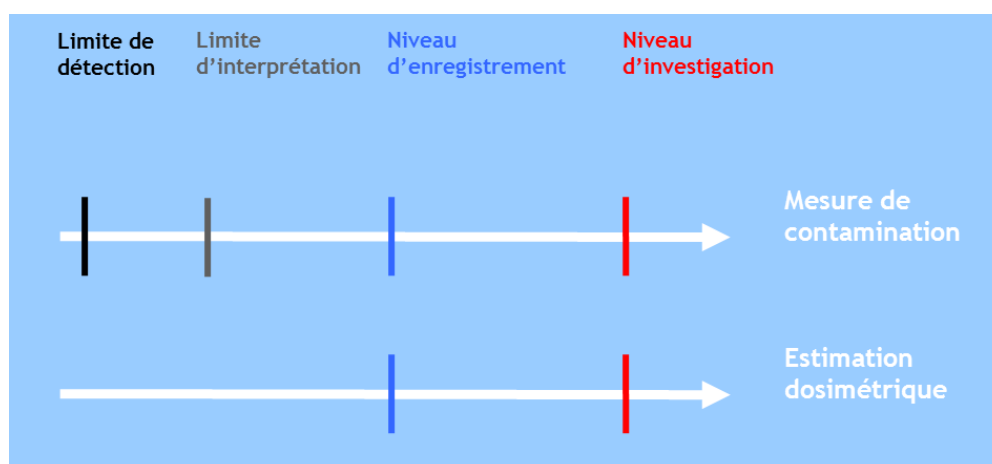 Limite de
détection
Limite
d'interprétation
Niveau
d'enregistrement
Niveau
d'investigation
Mesure de
contamination
Estimation
dosimétrique